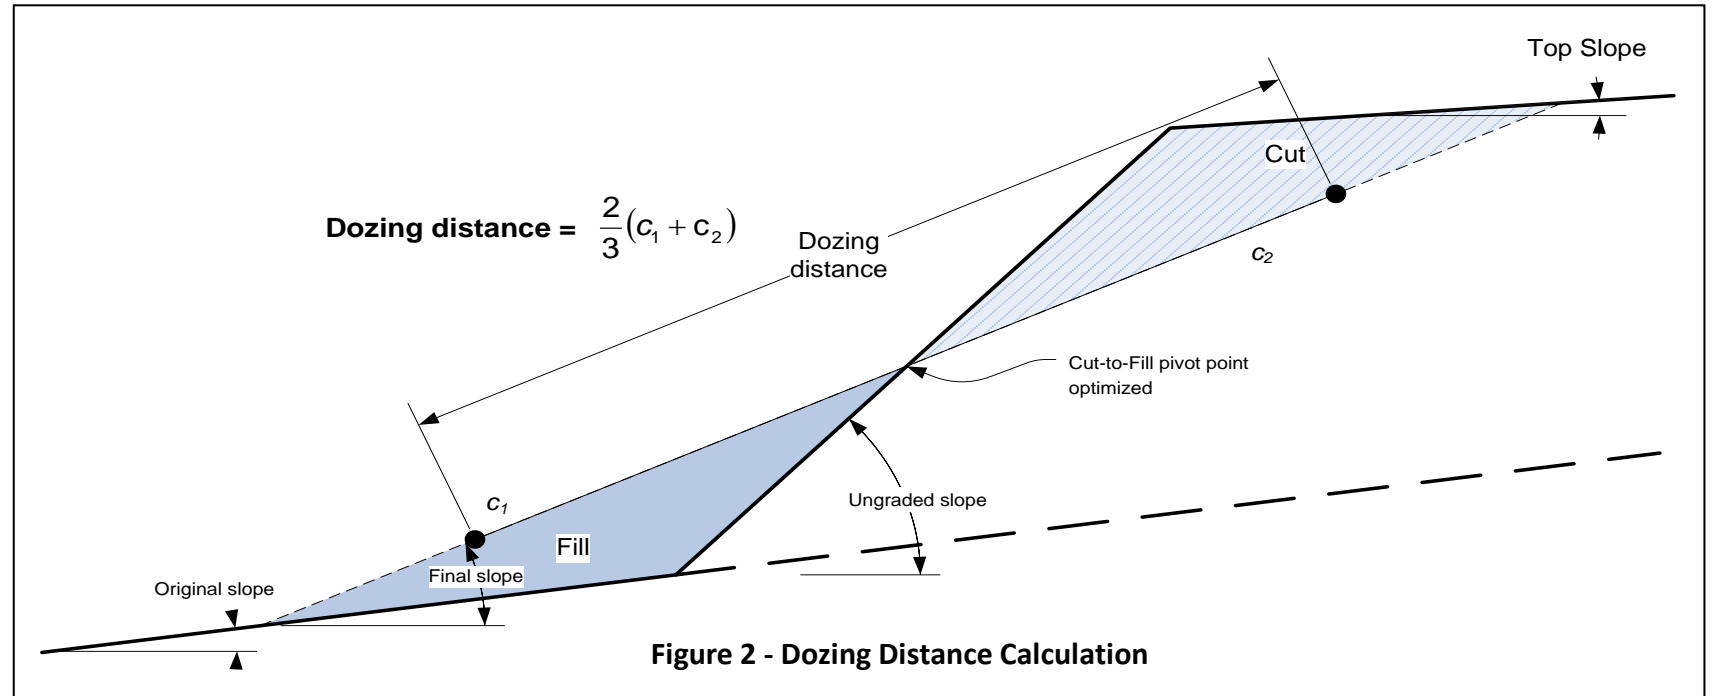 Top Slope
Cut
Dozing distance = 2/3 (c1 + c2)
Dozing
distance
c2
Cut-to-Fill pivot point
optimized
c1
Ungraded slope
Fill
Final slope
Original slope
Figure 2 - Dozing Distance Calculation